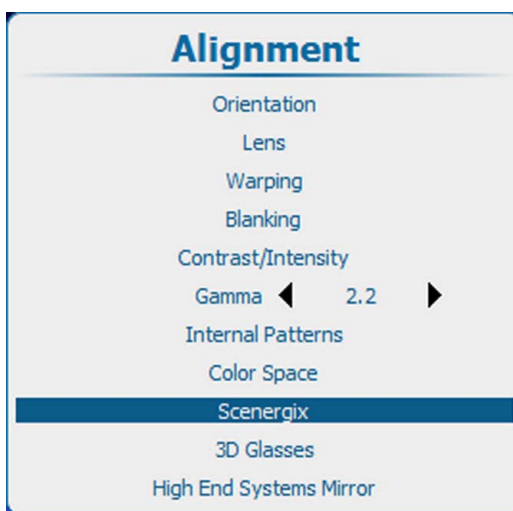 Alignment
Orientation
Lens
Warping
Blanking
Contrast/Intensity
Gamma 2.2
Internal Patterns
Color Space
Scenergix
3D Glasses
High End Systems Mirror